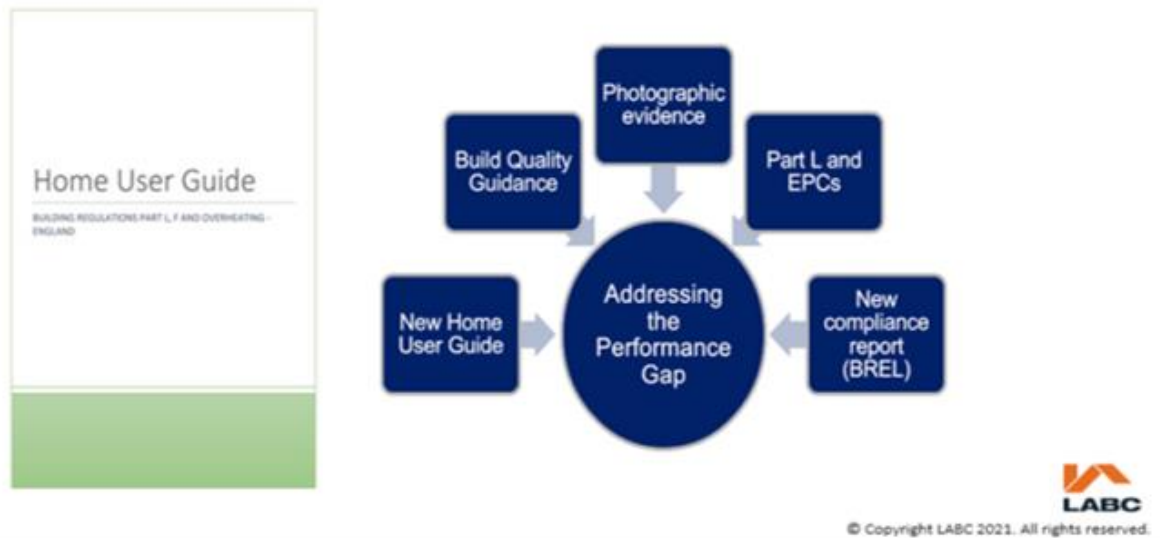 Home User Guide
BUILDING REGULATIONS PART L, F AND OVERHEATING -
ENGLAND
Photographic
evidence
Build Quality
Guidance
Part L and
EPCs
New Home
User Guide
Addressing
the
Performance
Gap
New
compliance
report
(BREL)
LABC
© Copyright LABC 2021. All rights reserved.